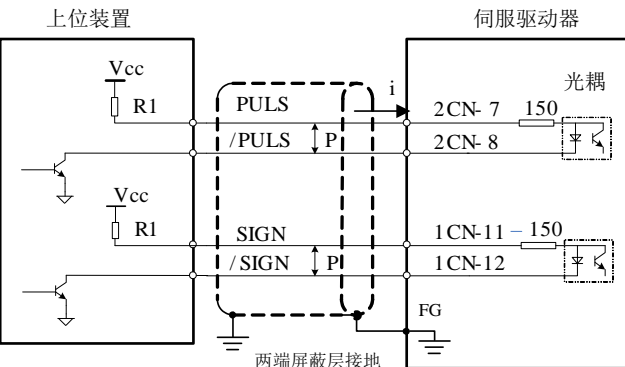 上位装置
伺服驱动器
Vcc
R1
PULS
i
2CN-7 150
光耦
/PULS P
2CN-8
Vcc
R1
SIGN
1CN-11 – 150
/SIGN P
1CN-12
FG
两端屏蔽层接地